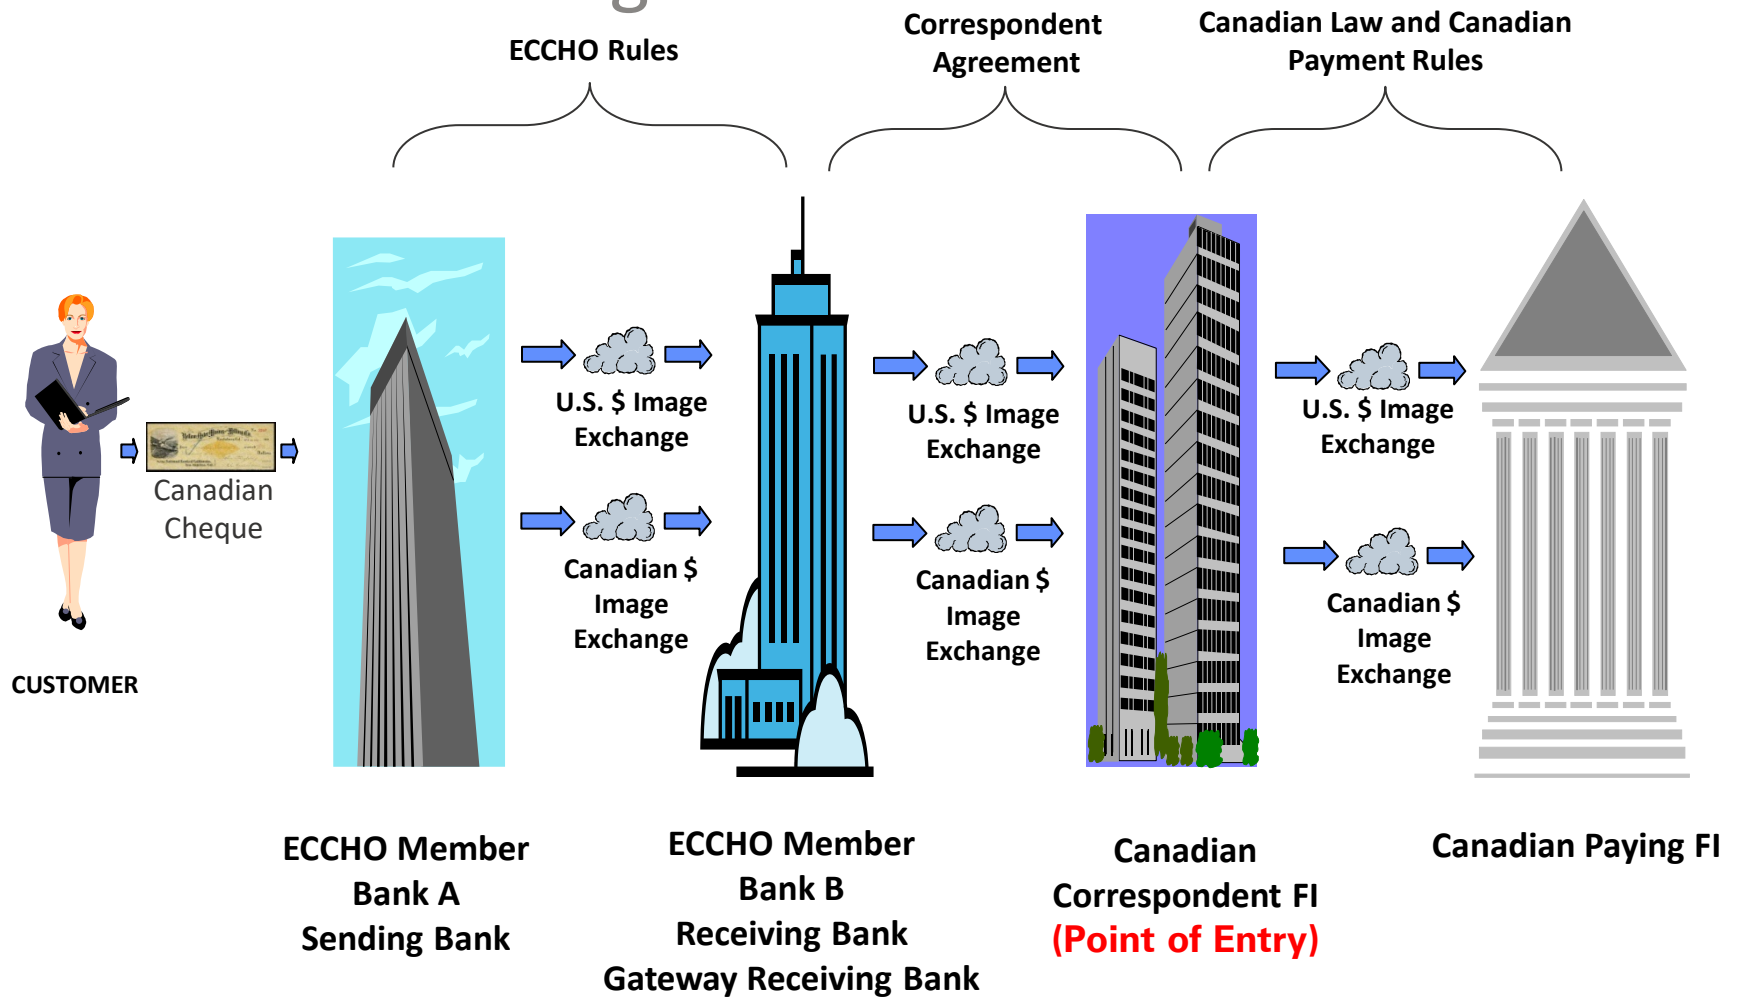 ECCHO Rules
Correspondent
Agreement
Canadian Law and Canadian
Payment Rules
Canadian
Cheque
CUSTOMER
U.S. $ Image
Exchange
Canadian $
Image
Exchange
U.S. $ Image
Exchange
Canadian $
Image
Exchange
U.S. $ Image
Exchange
Canadian $
Image
Exchange
ECCHO Member
Bank A
Sending Bank
ECCHO Member
Bank B
Receiving Bank
Gateway Receiving Bank
Canadian
Correspondent FI
(Point of Entry)
Canadian Paying FI